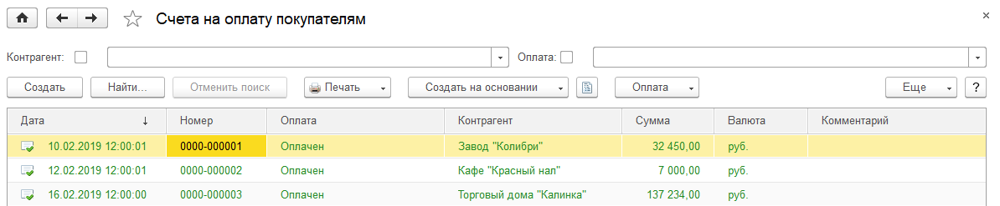 Счета на оплату покупателям
Контрагент: Оплата:
Создать Найти... Отменить поиск Печать Создать на основании Оплата Еще ?
Дата ↓ Номер Оплата Контрагент Сумма Валюта Комментарий
10.02.2019 12:00:01 0000-000001 Оплачен Завод "Колибри" 32 450,00 руб.
12.02.2019 12:00:01 0000-000002 Оплачен Кафе "Красный нал" 7 000,00 руб.
16.02.2019 12:00:00 0000-000003 Оплачен Торговый дома "Калинка" 137 234,00 руб.